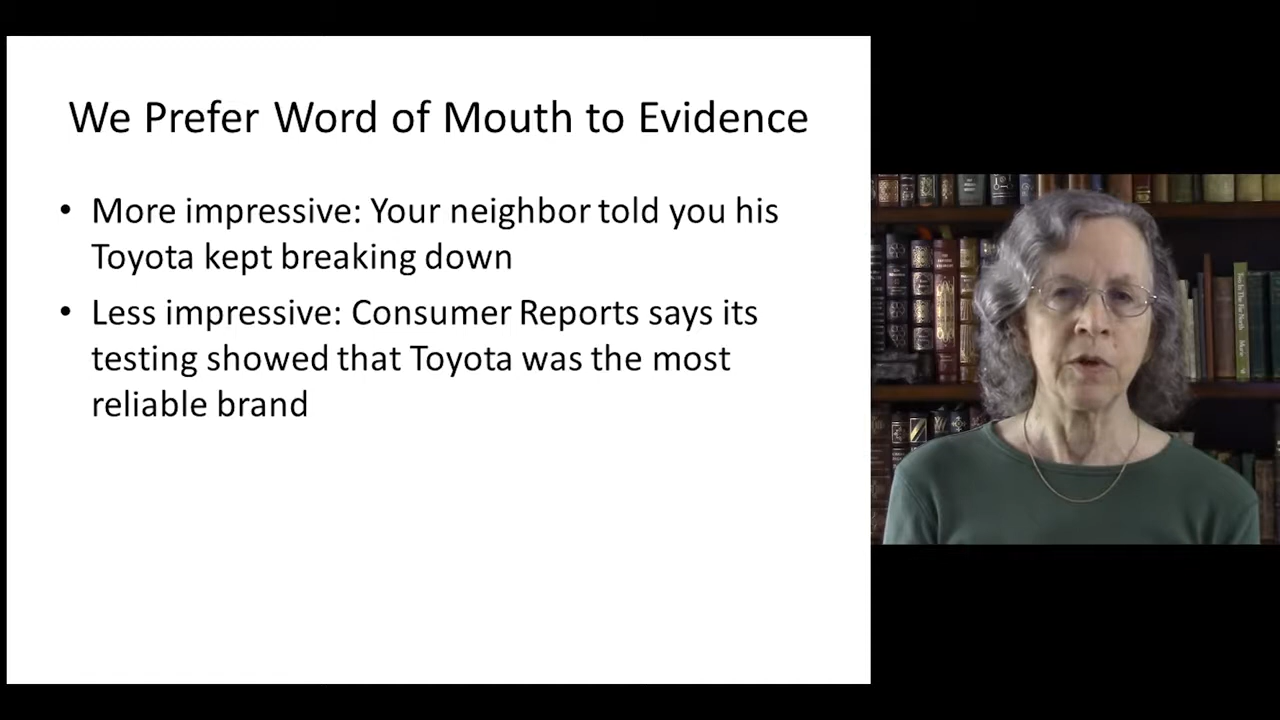 We Prefer Word of Mouth to Evidence
• More impressive: Your neighbor told you his
Toyota kept breaking down
• Less impressive: Consumer Reports says its
testing showed that Toyota was the most
reliable brand